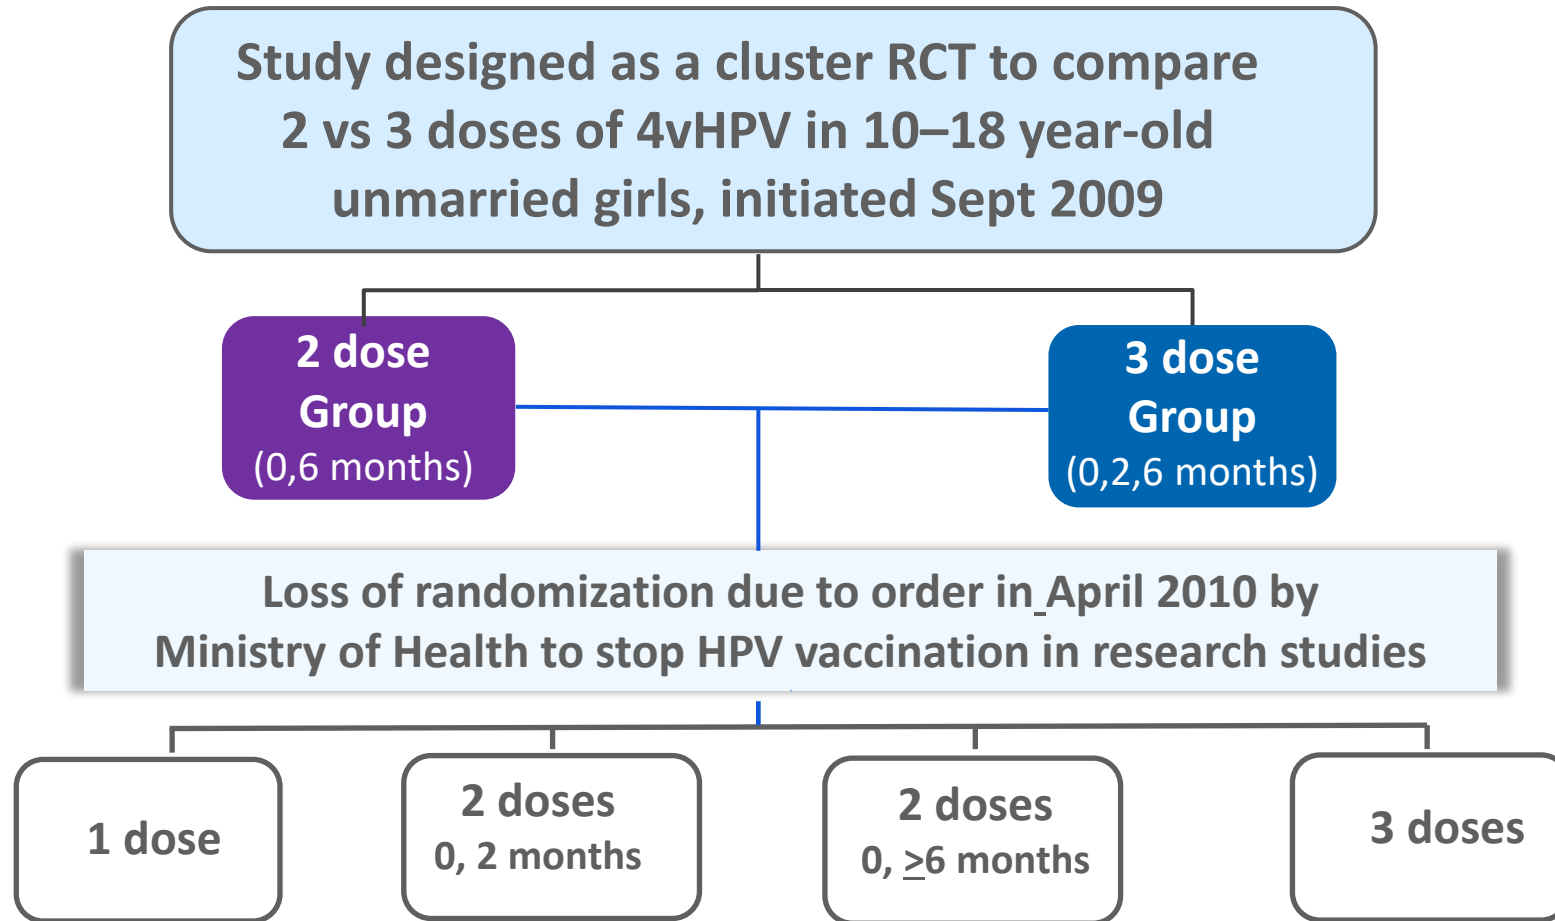 Study designed as a cluster RCT to compare
2 vs 3 doses of 4vHPV in 10–18 year-old
unmarried girls, initiated Sept 2009
2 dose
Group
(0,6 months)
3 dose
Group
(0,2,6 months)
Loss of randomization due to order in April 2010 by
Ministry of Health to stop HPV vaccination in research studies
1 dose
2 doses
0, 2 months
2 doses
0, ≥6 months
3 doses